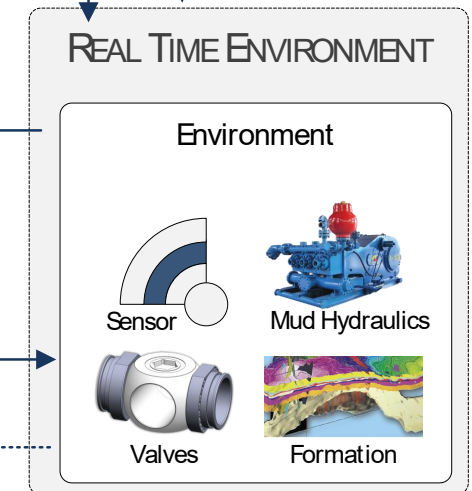 REAL TIME ENVIRONMENT
Environment
Sensor
Mud Hydraulics
Valves
Formation